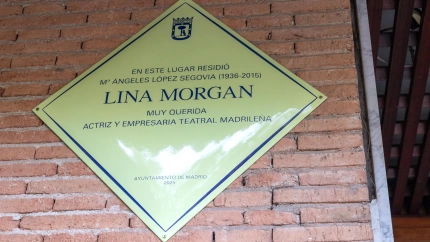 EN ESTE LUGAR RESIDIÓ
Mª ÁNGELES LÓPEZ SEGOVIA (1936-2015)
LINA MORGAN
MUY QUERIDA
ACTRIZ Y EMPRESARIA TEATRAL MADRILEÑA
AYUNTAMIENTO DE MADRID